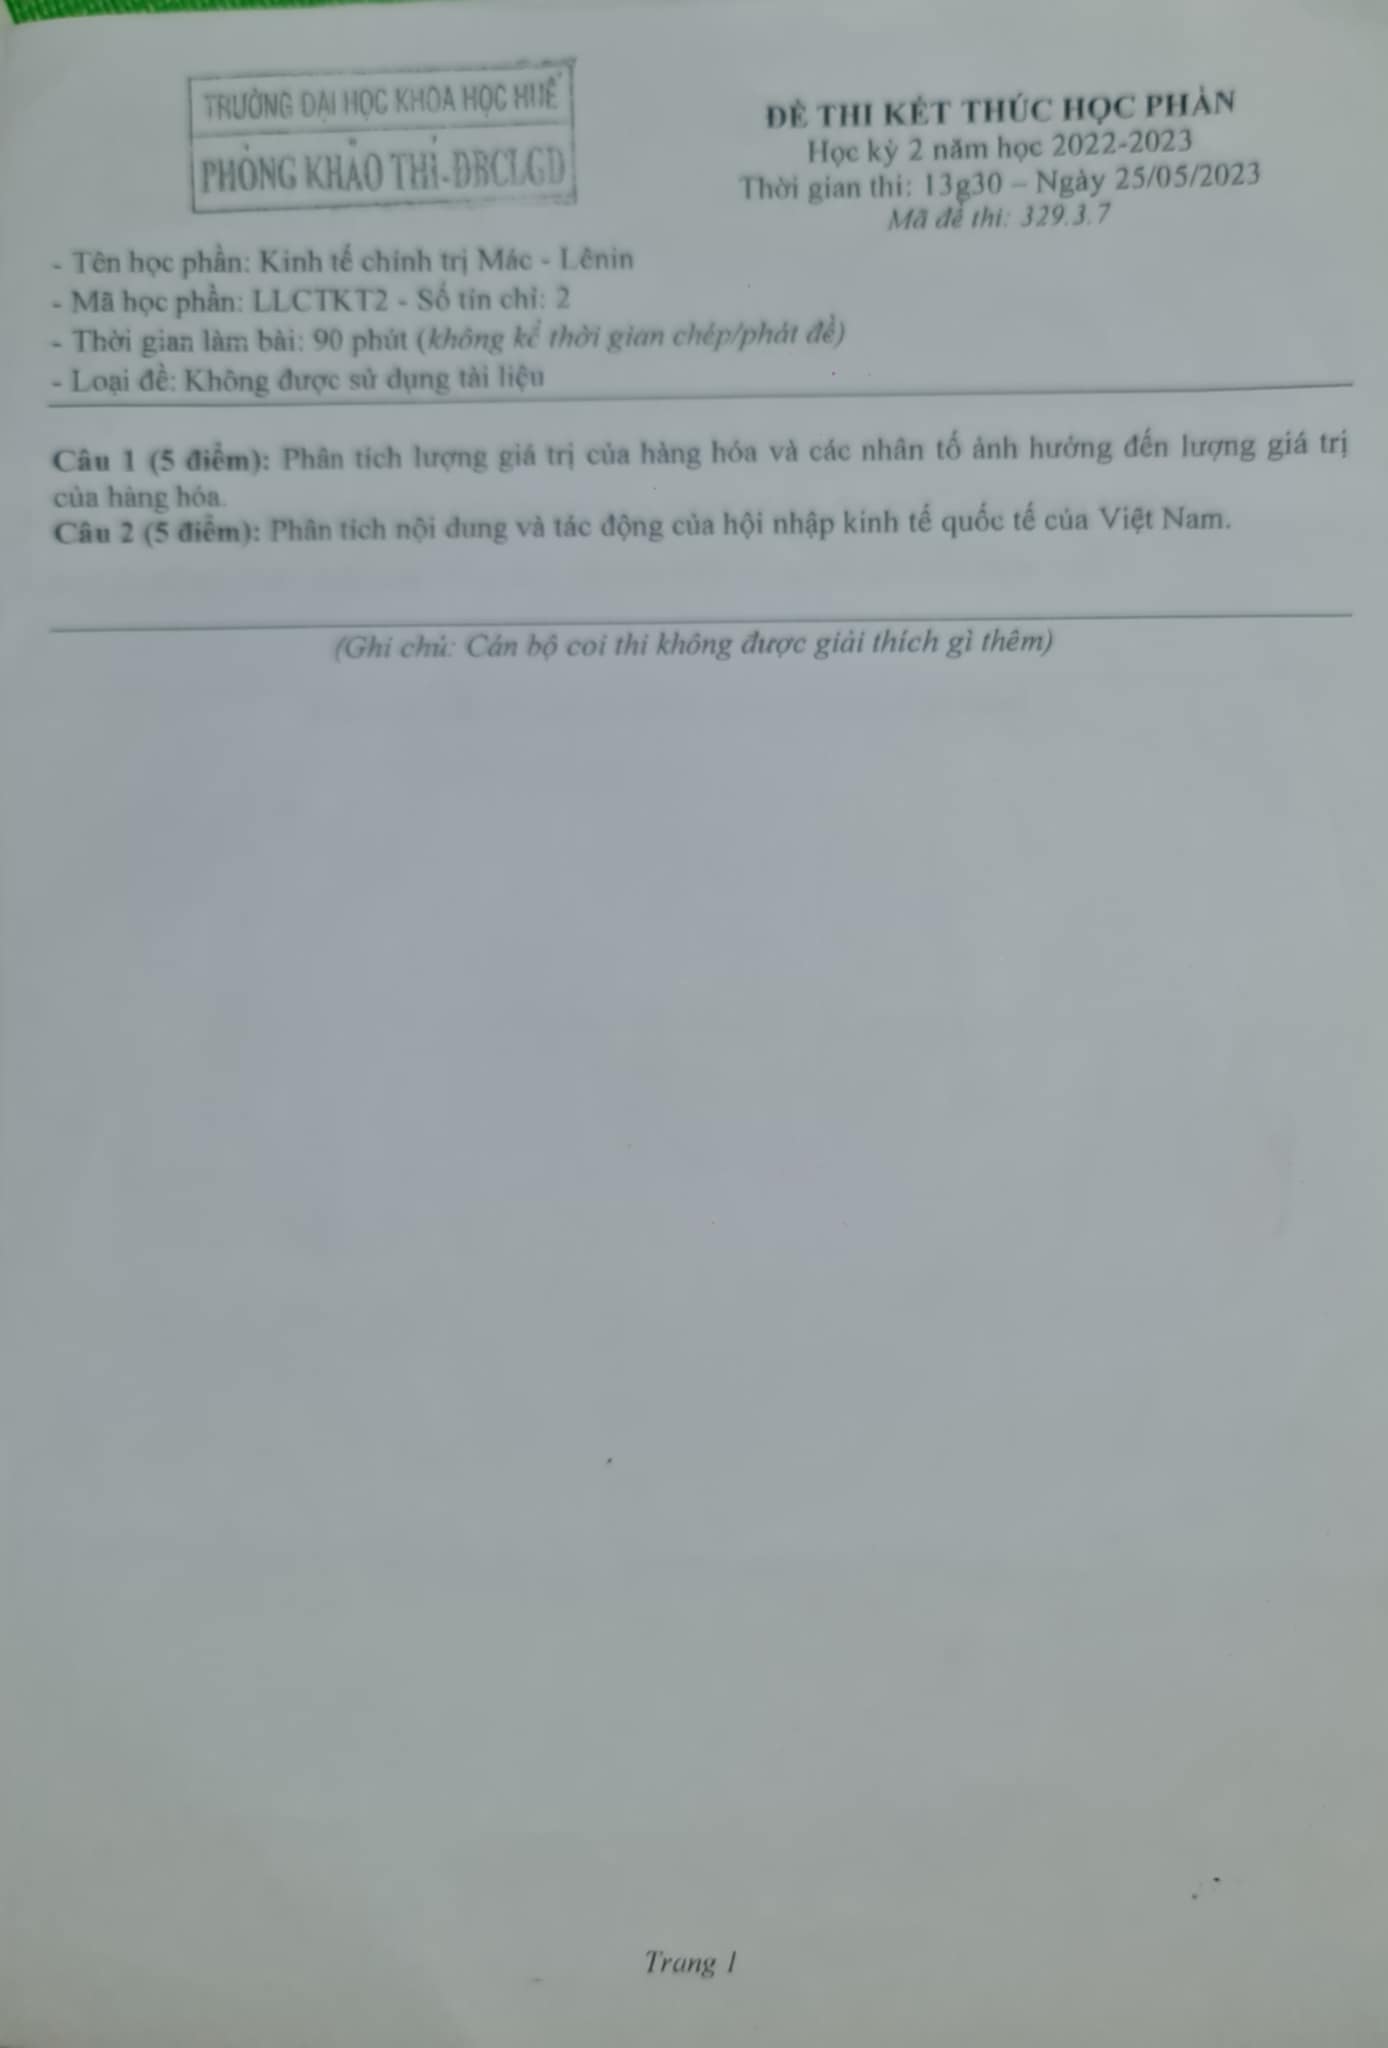 TRƯỜNG ĐẠI HỌC KHOA HỌC HUẾ
PHÒNG KHẢO THÍ-ĐBCLGD
ĐỀ THI KẾT THÚC HỌC PHẦN
Học kỳ 2 năm học 2022-2023
Thời gian thi: 13g30 – Ngày 25/05/2023
Mã đề thi: 329.3.7
- Tên học phần: Kinh tế chính trị Mác - Lênin
- Mã học phần: LLCTKT2 - Số tín chỉ: 2
- Thời gian làm bài: 90 phút (không kể thời gian chép/phát đề)
- Loại đề: Không được sử dụng tài liệu
Câu 1 (5 điểm): Phân tích lượng giá trị của hàng hóa và các nhân tố ảnh hưởng đến lượng giá trị
của hàng hóa.
Câu 2 (5 điểm): Phân tích nội dung và tác động của hội nhập kinh tế quốc tế của Việt Nam.
(Ghi chú: Cán bộ coi thi không được giải thích gì thêm)
Trang 1